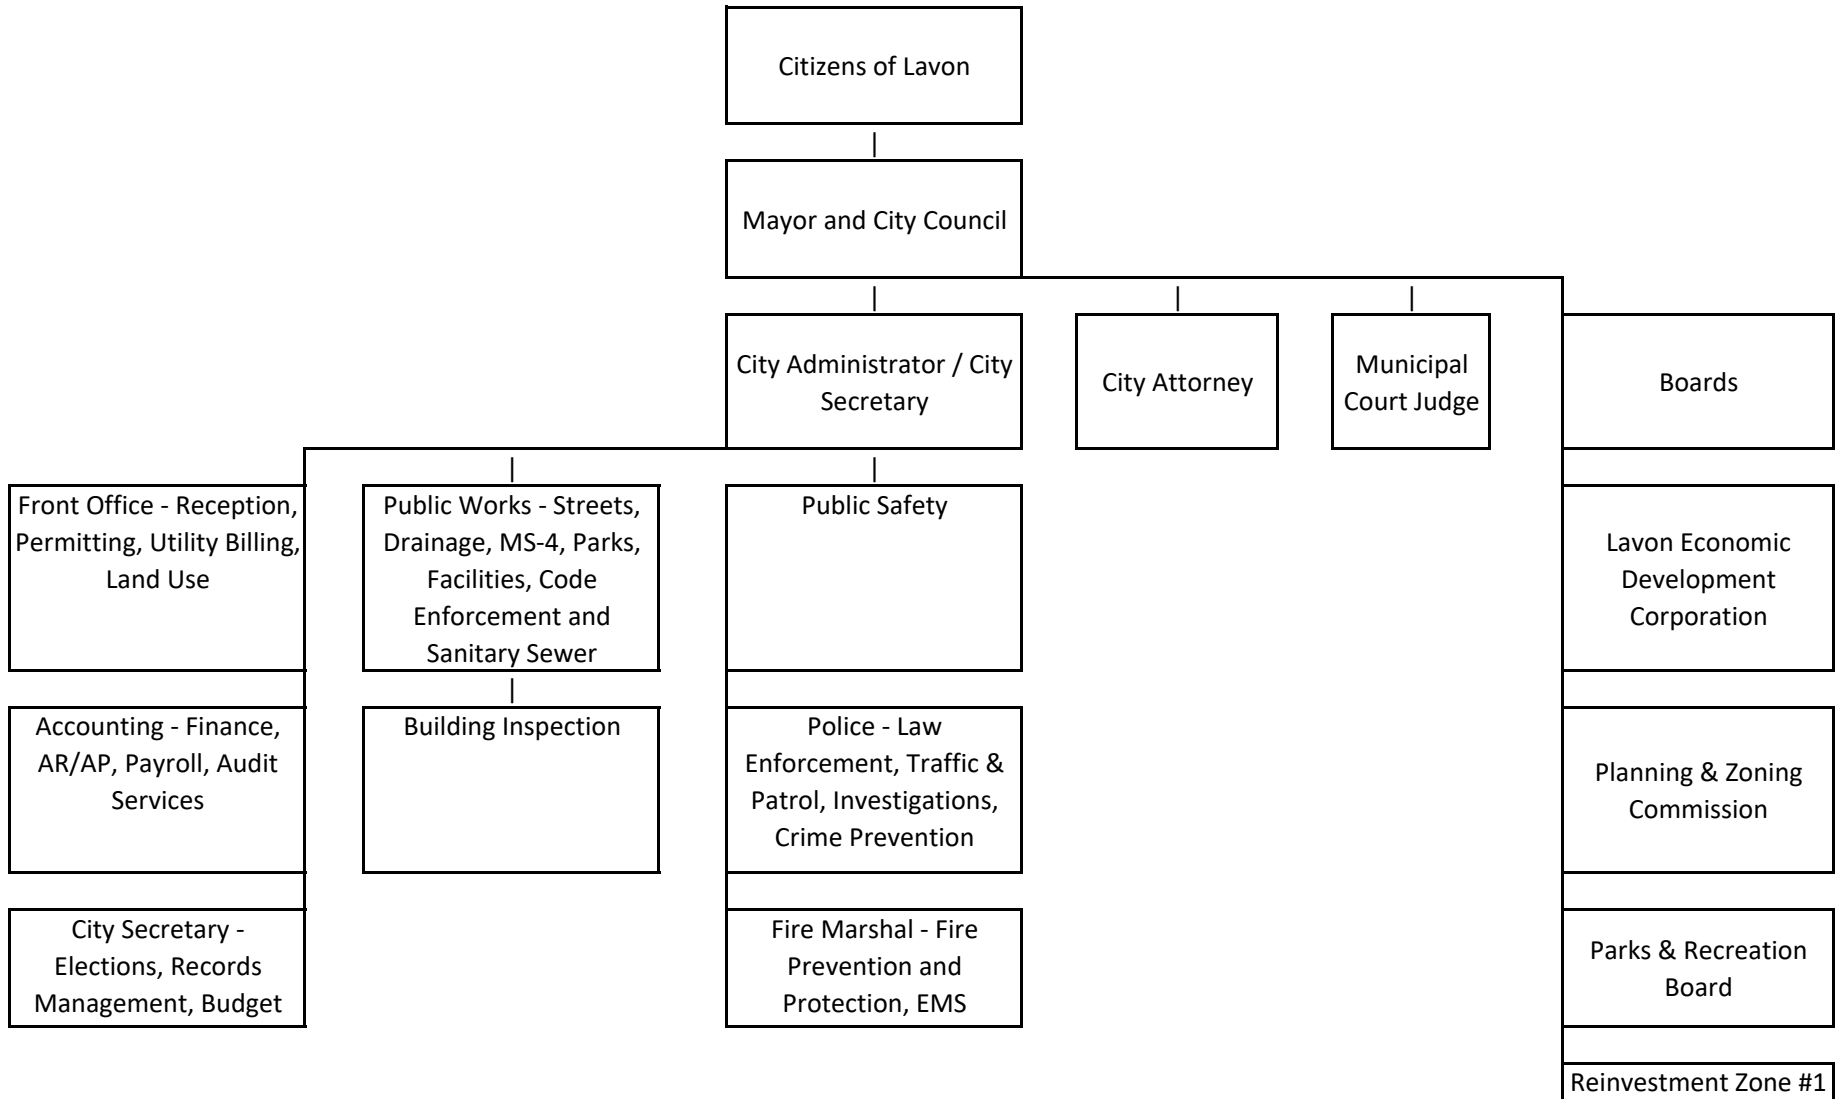 Citizens of Lavon
Mayor and City Council
City Administrator / City
Secretary
City Attorney
Municipal
Court Judge
Boards
Front Office - Reception,
Permitting, Utility Billing,
Land Use
Public Works - Streets,
Drainage, MS-4, Parks,
Facilities, Code
Enforcement and
Sanitary Sewer
Public Safety
Lavon Economic
Development
Corporation
Accounting - Finance,
AR/AP, Payroll, Audit
Services
Building Inspection
Police - Law
Enforcement, Traffic &
Patrol, Investigations,
Crime Prevention
Planning & Zoning
Commission
City Secretary -
Elections, Records
Management, Budget
Fire Marshal - Fire
Prevention and
Protection, EMS
Parks & Recreation
Board
Reinvestment Zone #1